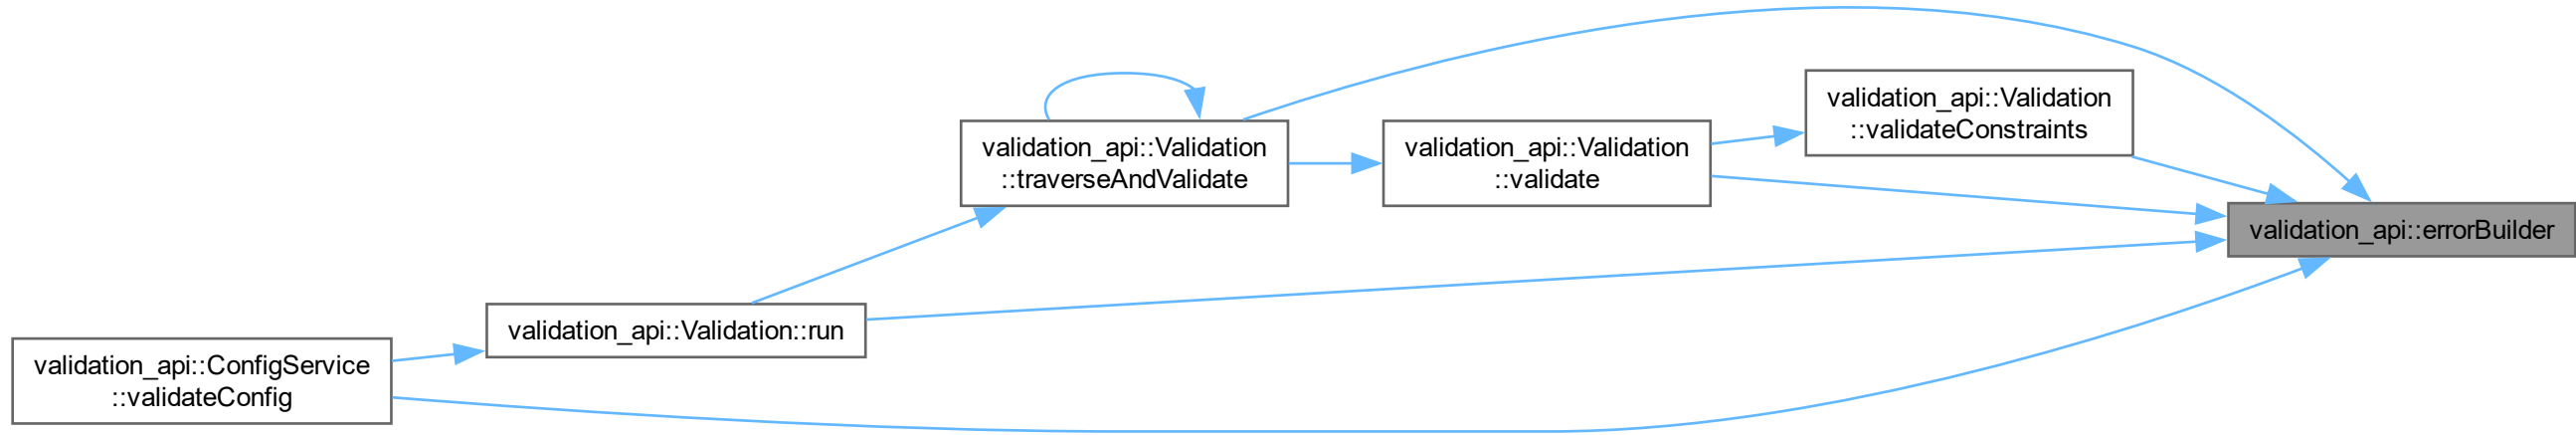 validation_api::Validation
::validateConstraints
validation_api::Validation
::traverseAndValidate
validation_api::Validation
::validate
validation_api::errorBuilder
validation_api::Validation::run
validation_api::ConfigService
::validateConfig